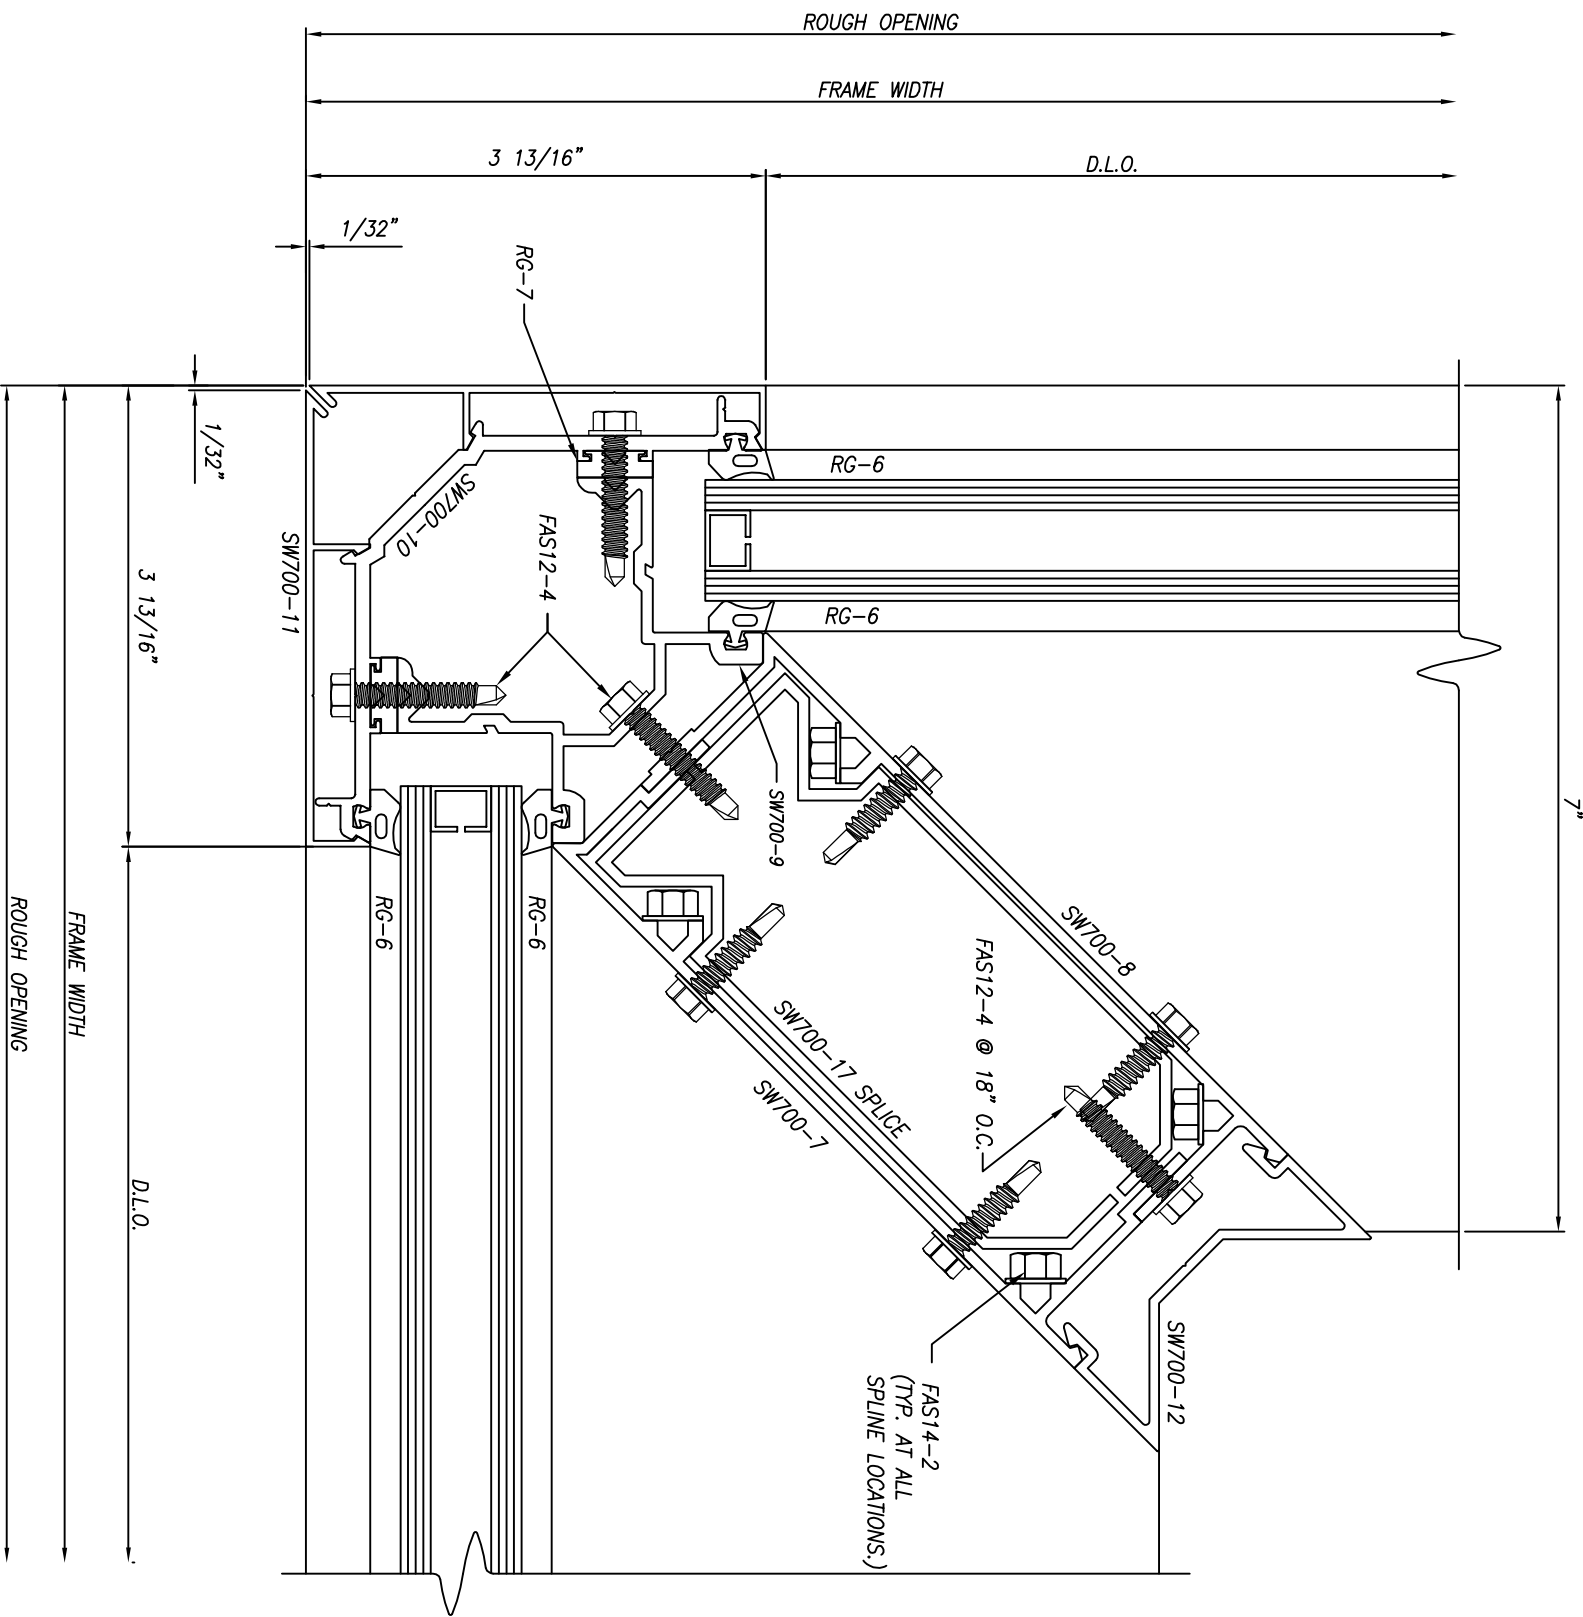 ROUGH OPENING
FRAME WIDTH
3 13/16"
D.L.O.
1/32"
RG-7
7"
RG-6
1/32"
SW700-10
FAS12-4
SW700-11
3 13/16"
RG-6
SW700-9
RG-6
RG-6
SW700-8
FAS12-4 @ 18" O.C.
SW700-17 SPLICE
SW700-7
FRAME WIDTH
ROUGH OPENING
D.L.O.
SW700-12
FAS14-2
(TYP. AT ALL
SPLINE LOCATIONS.)